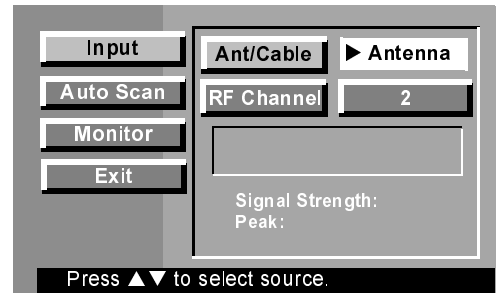 Input
Auto Scan
Monitor
Exit
Ant/Cable ▶ Antenna
RF Channel 2
Signal Strength:
Peak:
Press ▲▼ to select source.